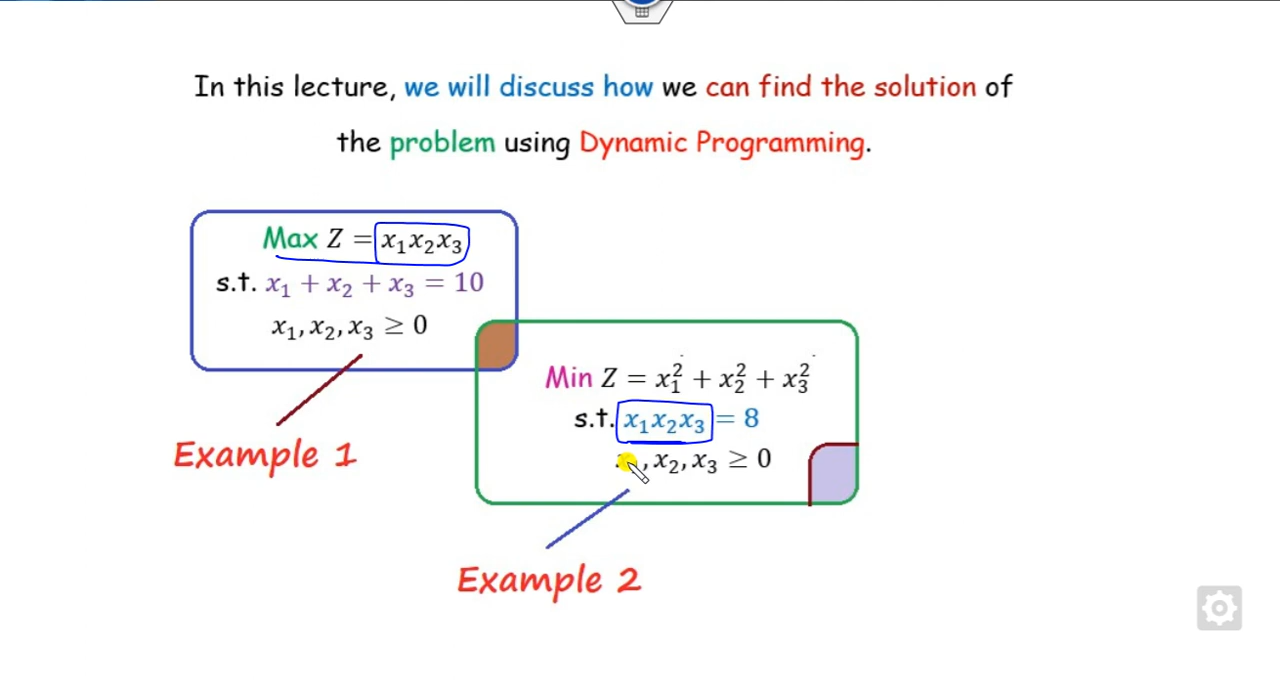 In this lecture, we will discuss how we can find the solution of
the problem using Dynamic Programming.
Max Z = x₁x₂x₃
s.t. x₁ + x₂ + x₃ = 10
x₁, x₂, x₃ ≥ 0
Example 1
Min Z = x₁² + x₂² + x₃²
s.t. x₁x₂x₃ = 8
, x₂, x₃ ≥ 0
Example 2